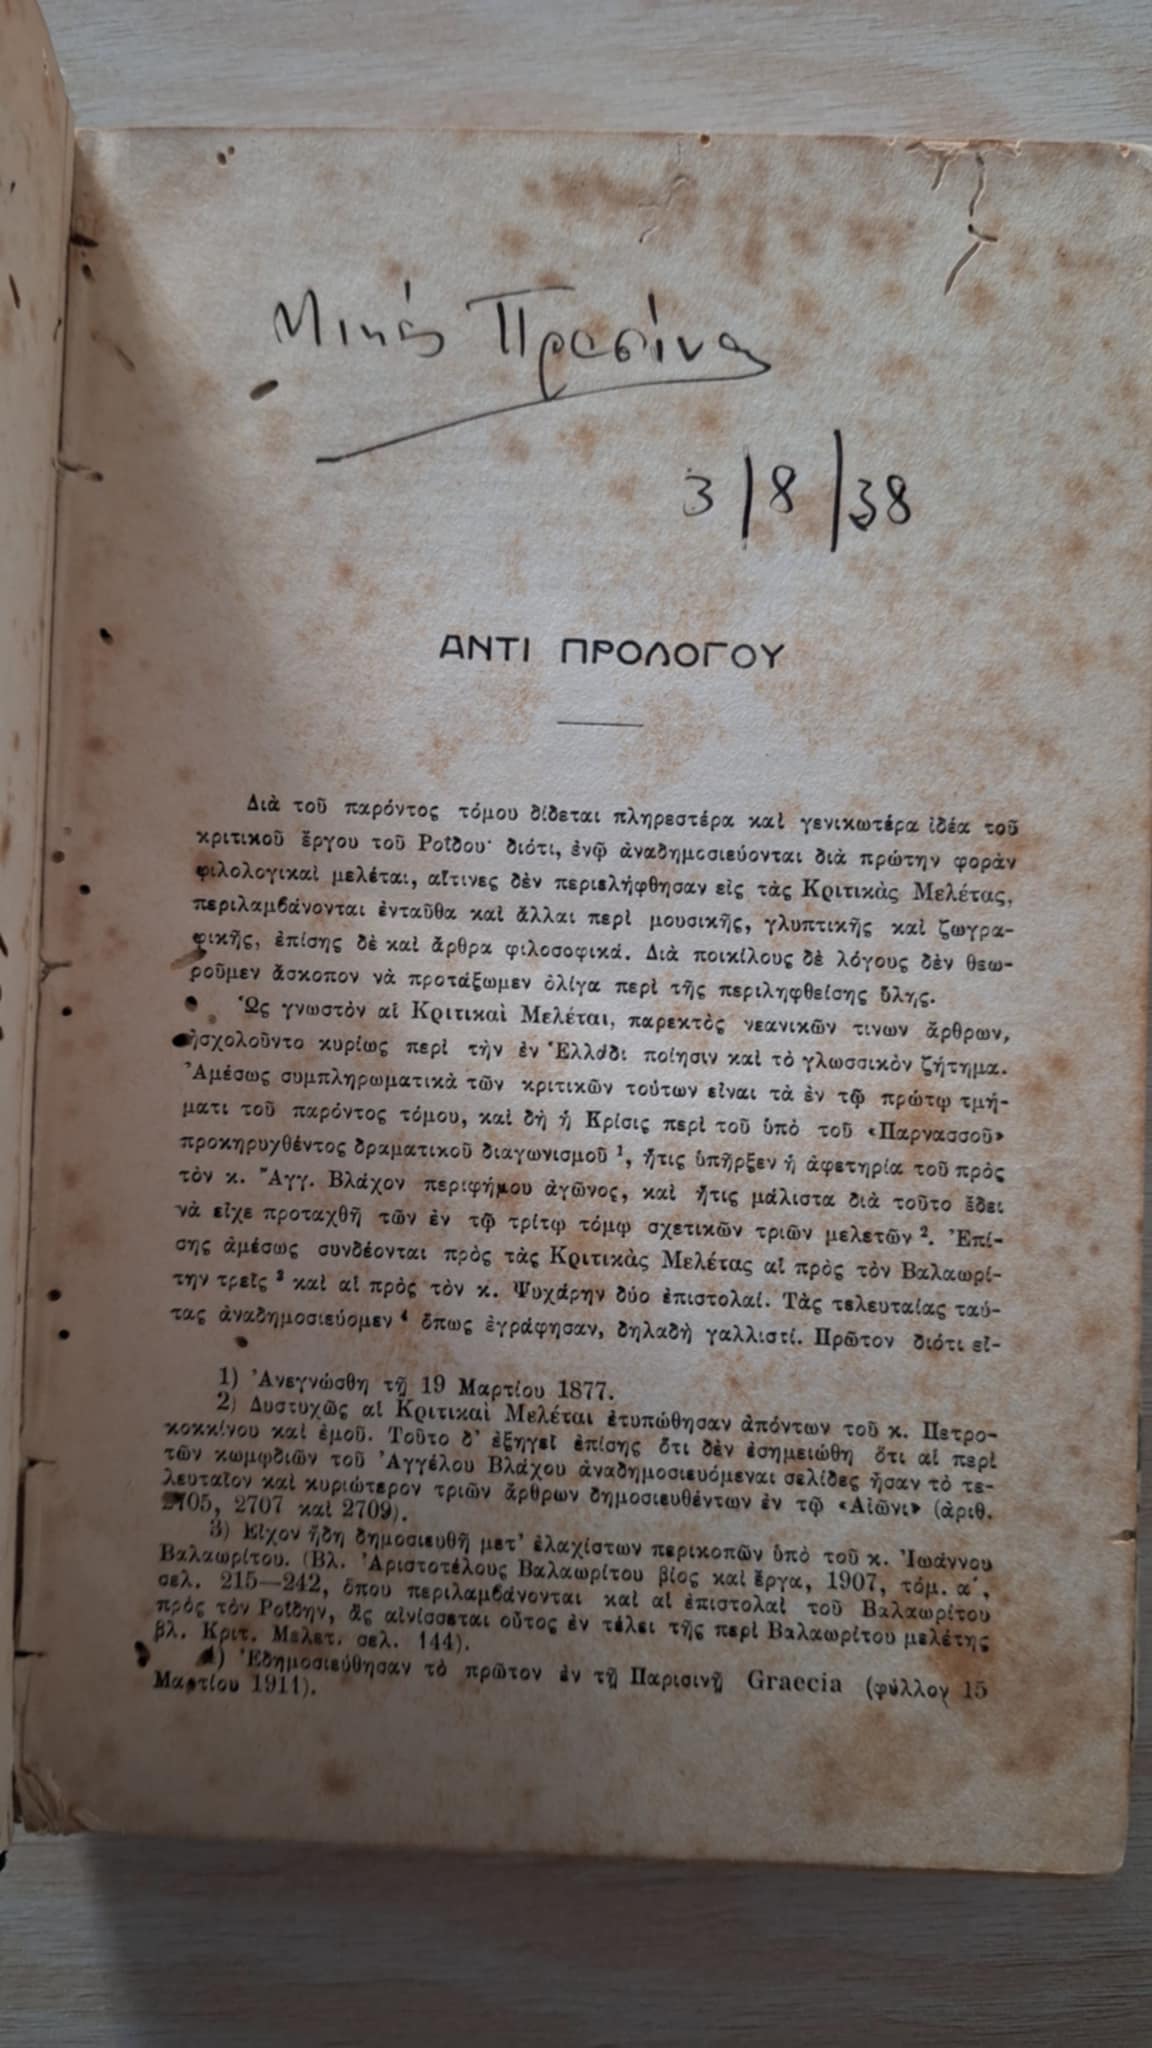 Μικές Πρασίνας
3/8/38
ΑΝΤΙ ΠΡΟΛΟΓΟΥ
Διὰ τοῦ παρόντος τόμου δίδεται πληρεστέρα καὶ γενικωτέρα ἰδέα τοῦ
κριτικοῦ ἔργου τοῦ Ροΐδου· διότι, ἐνῷ ἀναδημοσιεύονται διὰ πρώτην φορὰν
φιλολογικαὶ μελέται, αἵτινες δὲν περιελήφθησαν εἰς τὰς Κριτικὰς Μελέτας,
περιλαμβάνονται ἐνταῦθα καὶ ἄλλαι περὶ μουσικῆς, γλυπτικῆς καὶ ζωγρα-
φικῆς, ἐπίσης δὲ καὶ ἄρθρα φιλοσοφικά. Διὰ ποικίλους δὲ λόγους δὲν θεω-
ροῦμεν ἄσκοπον νὰ προτάξωμεν ὀλίγα περὶ τῆς περιληφθείσης ὕλης.
Ὡς γνωστὸν αἱ Κριτικαὶ Μελέται, παρεκτὸς νεανικῶν τινων ἄρθρων,
ἠσχολοῦντο κυρίως περὶ τὴν ἐν Ἑλλάδι ποίησιν καὶ τὸ γλωσσικὸν ζήτημα.
Ἀμέσως συμπληρωματικὰ τῶν κριτικῶν τούτων εἶναι τὰ ἐν τῷ πρώτῳ τμή-
ματι τοῦ παρόντος τόμου, καὶ δὴ ἡ Κρίσις περὶ τοῦ ὑπὸ τοῦ «Παρνασσοῦ»
προκηρυχθέντος δραματικοῦ διαγωνισμοῦ ¹, ἥτις ὑπῆρξεν ἡ ἀφετηρία τοῦ πρὸς
τὸν κ. Ἄγγ. Βλάχον περιφήμου ἀγῶνος, καὶ ἥτις μάλιστα διὰ τοῦτο ἔδει
νὰ εἶχε προταχθῆ τῶν ἐν τῷ τρίτῳ τόμῳ σχετικῶν τριῶν μελετῶν ². Ἐπί-
σης ἀμέσως συνδέονται πρὸς τὰς Κριτικὰς Μελέτας αἱ πρὸς τὸν Βαλαωρί-
την τρεῖς ³ καὶ αἱ πρὸς τὸν κ. Ψυχάρην δύο ἐπιστολαί. Τὰς τελευταίας ταύ-
τας ἀναδημοσιεύομεν ⁴ ὅπως ἐγράφησαν, δηλαδὴ γαλλιστί. Πρῶτον διότι εἰ-
1) Ἀνεγνώσθη τῇ 19 Μαρτίου 1877.
2) Δυστυχῶς αἱ Κριτικαὶ Μελέται ἐτυπώθησαν ἀπόντων τοῦ κ. Πετρο-
κοκκίνου καὶ ἐμοῦ. Τοῦτο δ' ἐξηγεῖ ἐπίσης ὅτι δὲν ἐσημειώθη ὅτι αἱ περὶ
τῶν κωμῳδιῶν τοῦ Ἀγγέλου Βλάχου ἀναδημοσιευόμεναι σελίδες ἦσαν τὸ τε-
λευταῖον καὶ κυριώτερον τριῶν ἄρθρων δημοσιευθέντων ἐν τῷ «Αἰῶνι» (ἀριθ.
2705, 2707 καὶ 2709).
3) Εἶχον ἤδη δημοσιευθῆ μετ' ἐλαχίστων περικοπῶν ὑπὸ τοῦ κ. Ἰωάννου
Βαλαωρίτου. (Βλ. Ἀριστοτέλους Βαλαωρίτου βίος καὶ ἔργα, 1907, τόμ. α΄,
σελ. 215—242, ὅπου περιλαμβάνονται καὶ αἱ ἐπιστολαὶ τοῦ Βαλαωρίτου
πρὸς τὸν Ροΐδην, ἃς αἰνίσσεται οὗτος ἐν τέλει τῆς περὶ Βαλαωρίτου μελέτης
βλ. Κριτ. Μελετ. σελ. 144).
4) Ἐδημοσιεύθησαν τὸ πρῶτον ἐν τῇ Παρισινῇ Graecia (φύλλον 15
Μαρτίου 1911).